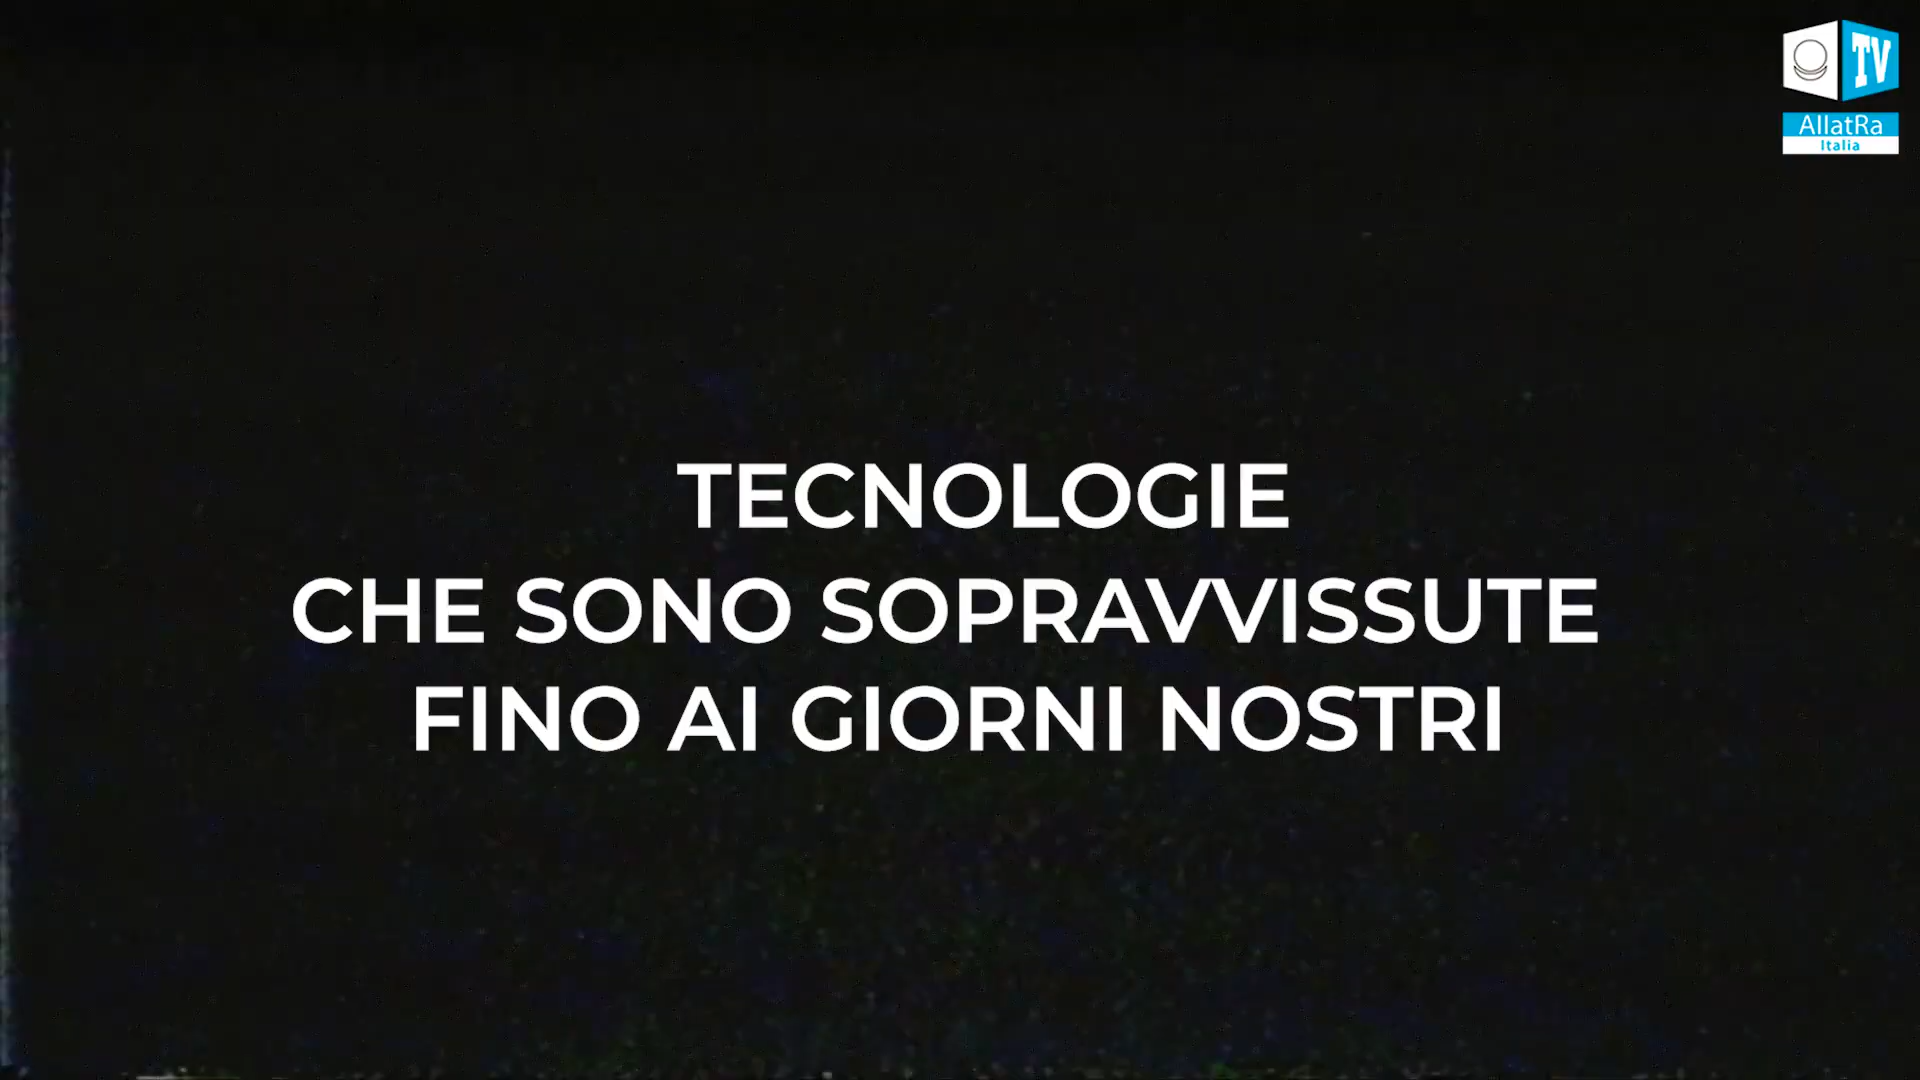 TV
AllatRa
Italia
TECNOLOGIE
CHE SONO SOPRAVVISSUTE
FINO AI GIORNI NOSTRI